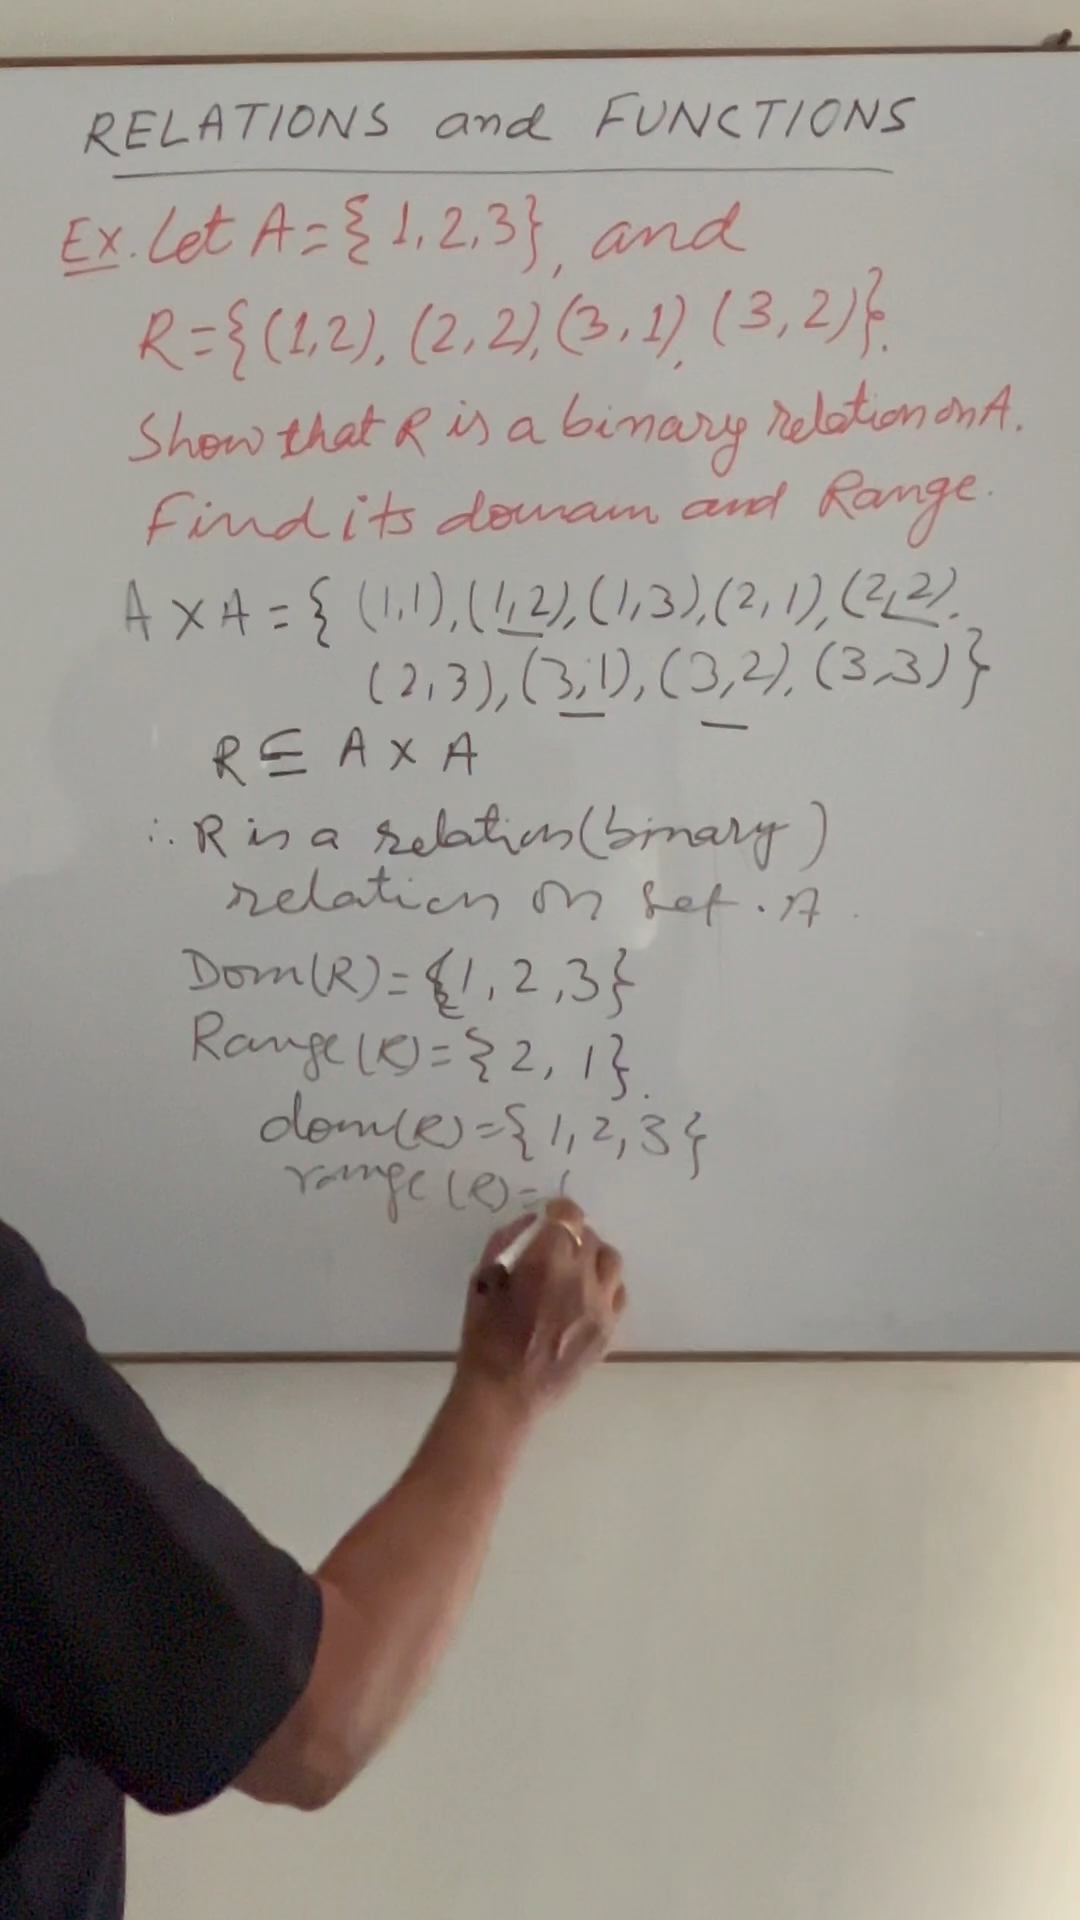 RELATIONS and FUNCTIONS
Ex. Let A={1,2,3}, and
R={(1,2),(2,2),(3,1),(3,2)}.
Show that R is a binary relation on A.
Find its domain and Range.
A×A={(1,1),(1,2),(1,3),(2,1),(2,2),
(2,3),(3,1),(3,2),(3,3)}
R⊆A×A
∴ R is a relation(binary)
relation on set. A.
Dom(R)={1,2,3}
Range(R)={2,1}.
dom(R)={1,2,3}
range(R)={